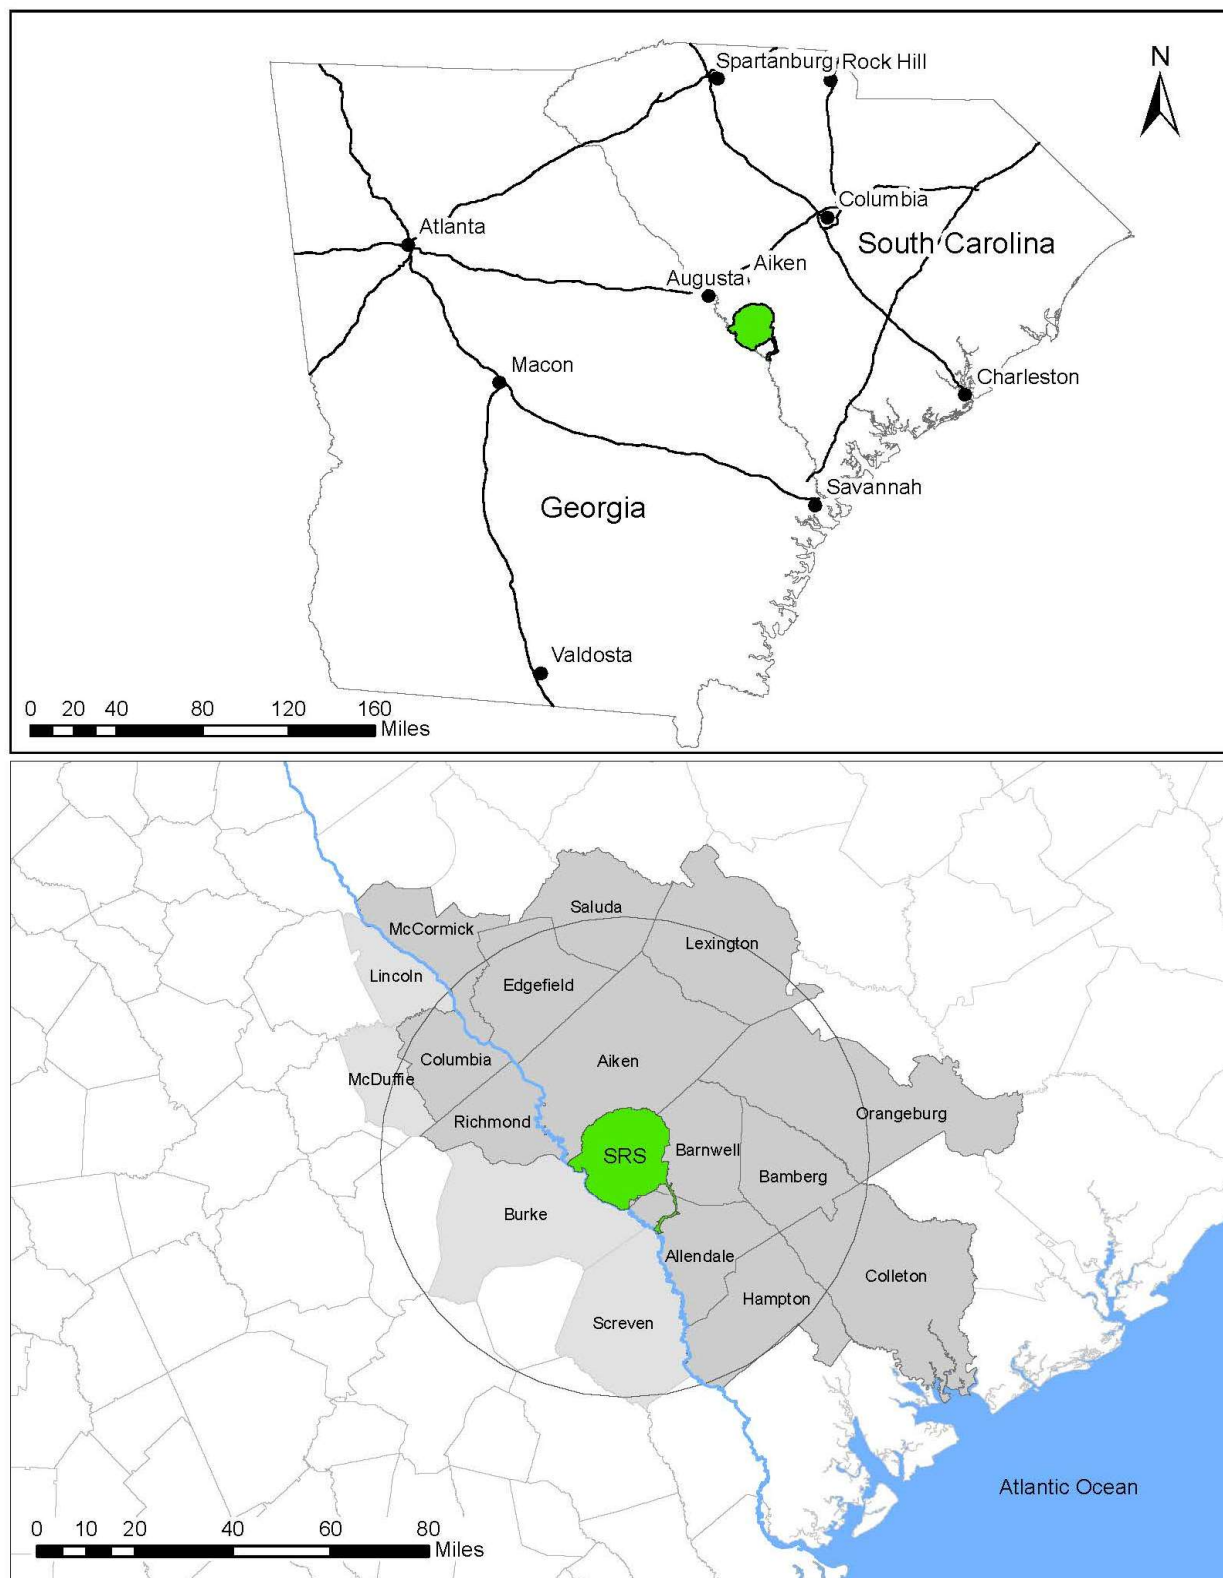 Spartanburg Rock Hill
N
Columbia
Atlanta
South Carolina
Aiken
Augusta
Macon
Charleston
Savannah
Georgia
Valdosta
0 20 40 80 120 160
Miles
Saluda
McCormick
Lexington
Lincoln
Edgefield
Columbia
Aiken
McDuffie
Richmond
Orangeburg
SRS
Barnwell
Bamberg
Burke
Allendale
Colleton
Hampton
Screven
Atlantic Ocean
0 10 20 40 60 80
Miles